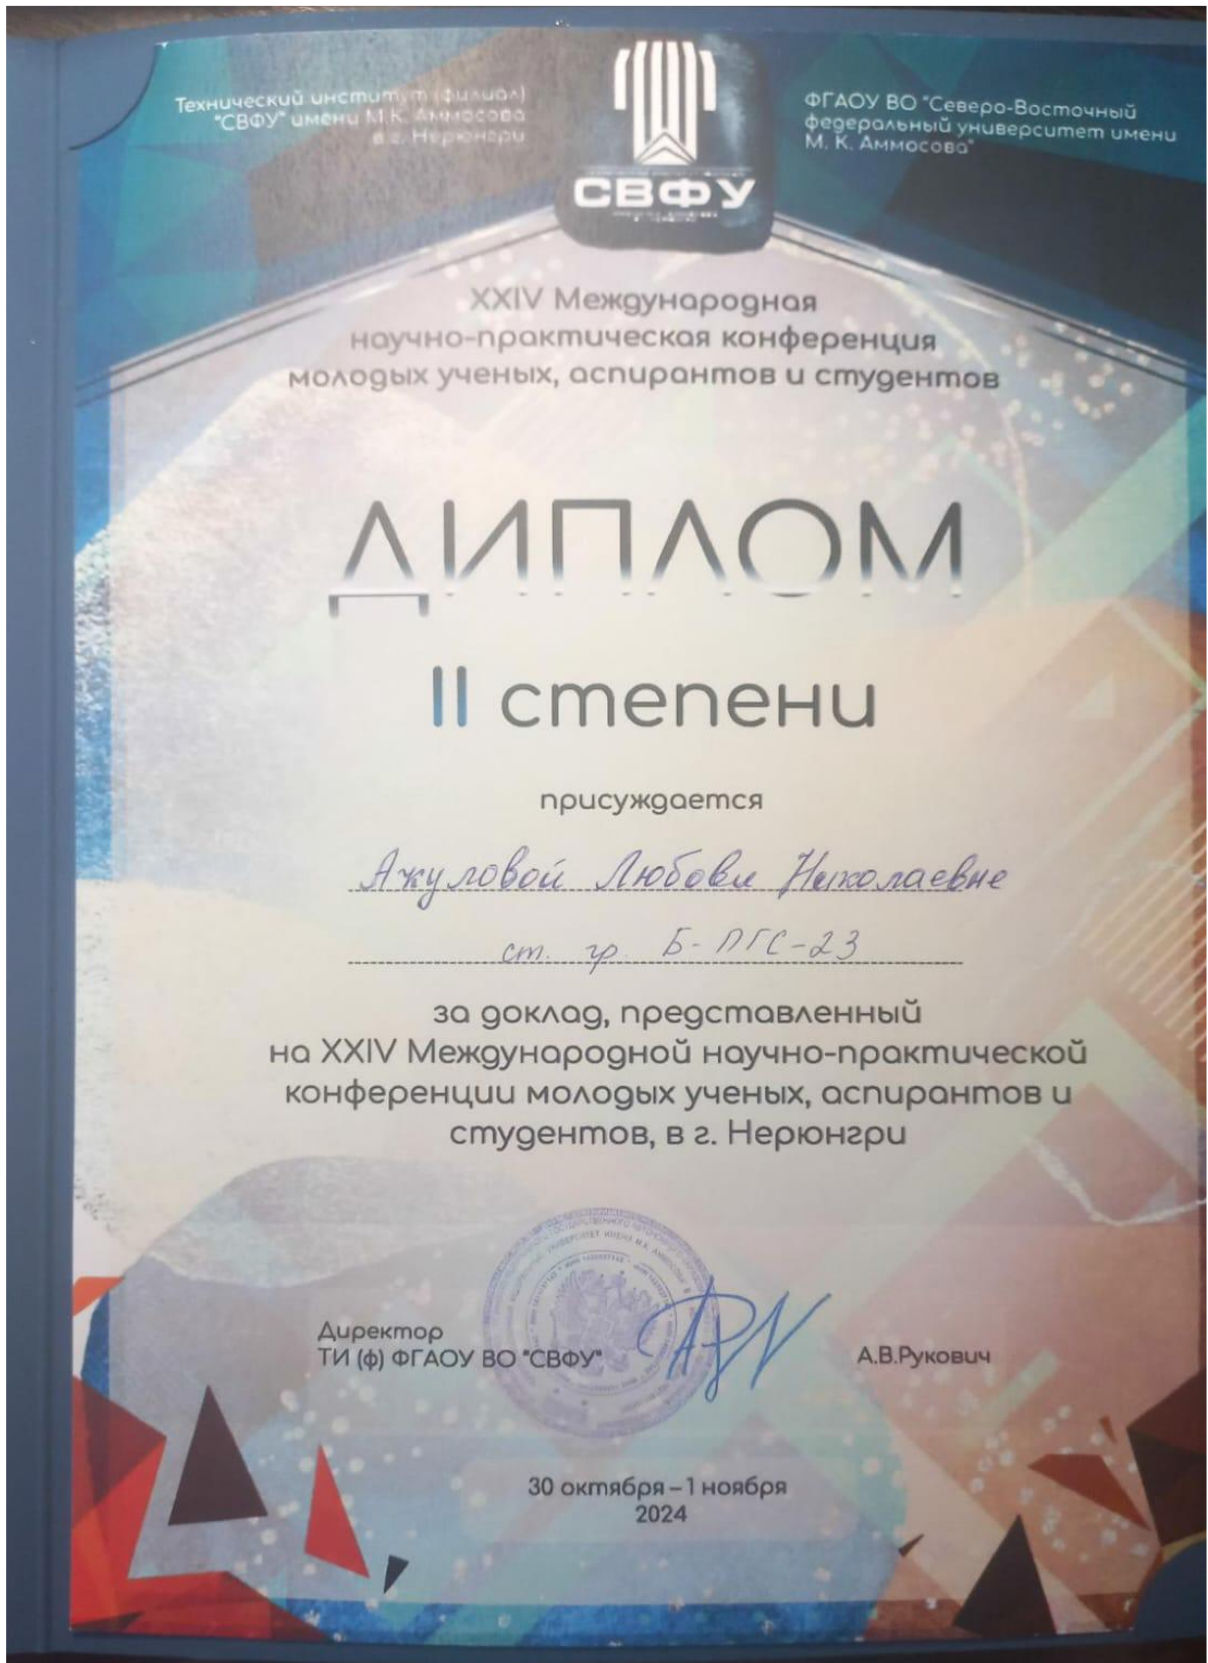 Технический институт (филиал)
"СВФУ" имени М.К. Аммосова
в г. Нерюнгри
ФГАОУ ВО "Северо-Восточный
федеральный университет имени
М. К. Аммосова"
СВФУ
XXIV Международная
научно-практическая конференция
молодых ученых, аспирантов и студентов
ДИПЛОМ
II степени
присуждается
Ажуловой Любови Николаевне
ст. гр. Б-ПГС-23
за доклад, представленный
на XXIV Международной научно-практической
конференции молодых ученых, аспирантов и
студентов, в г. Нерюнгри
Директор
ТИ (ф) ФГАОУ ВО "СВФУ"
А.В.Рукович
30 октября – 1 ноября
2024